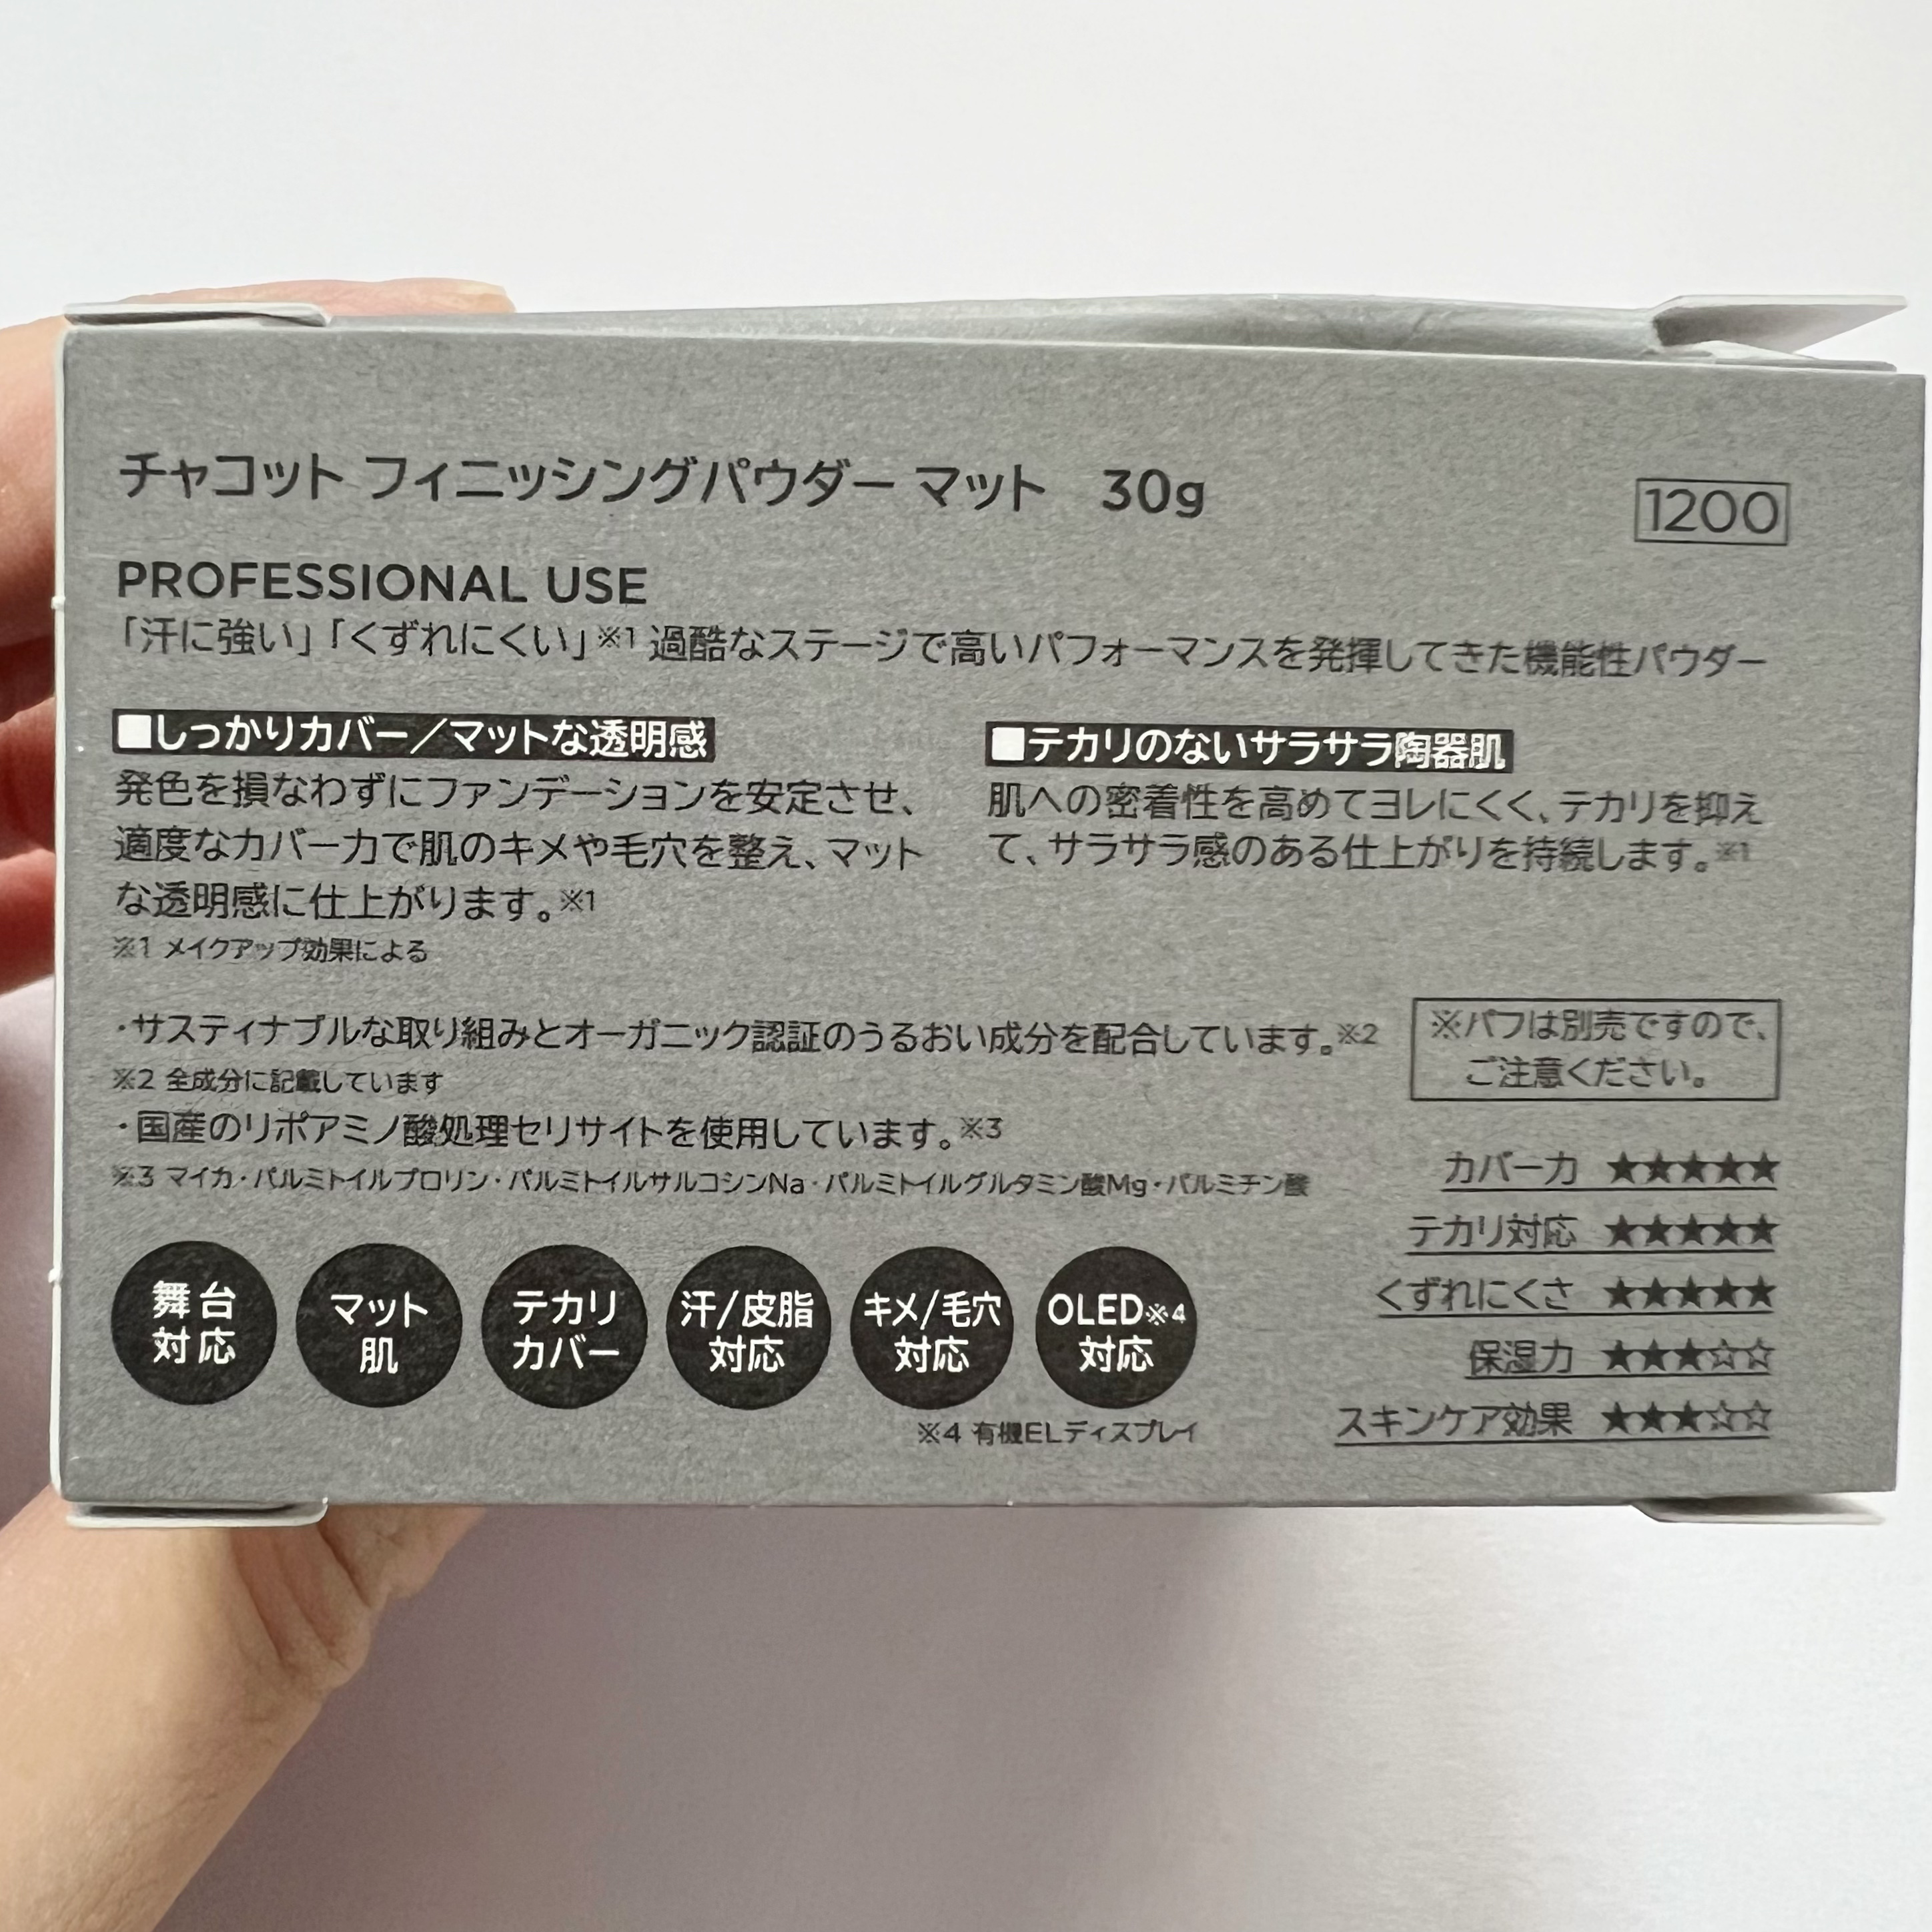 チャコット フィニッシングパウダー マット 30g
1200
PROFESSIONAL USE
「汗に強い」「くずれにくい」※1 過酷なステージで高いパフォーマンスを発揮してきた機能性パウダー
■しっかりカバー／マットな透明感
発色を損なわずにファンデーションを安定させ、
適度なカバー力で肌のキメや毛穴を整え、マット
な透明感に仕上がります。※1
※1 メイクアップ効果による
■テカリのないサラサラ陶器肌
肌への密着性を高めてヨレにくく、テカリを抑え
て、サラサラ感のある仕上がりを持続します。※1
・サスティナブルな取り組みとオーガニック認証のうるおい成分を配合しています。※2
※2 全成分に記載しています
・国産のリポアミノ酸処理セリサイトを使用しています。※3
※3 マイカ・パルミトイルプロリン・パルミトイルサルコシンNa・パルミトイルグルタミン酸Mg・パルミチン酸
※パフは別売ですので、
ご注意ください。
舞台
対応
マット
肌
テカリ
カバー
汗/皮脂
対応
キメ/毛穴
対応
OLED※4
対応
※4 有機ELディスプレイ
カバー力 ★★★★★
テカリ対応 ★★★★★
くずれにくさ ★★★★★
保湿力 ★★★☆☆
スキンケア効果 ★★★☆☆